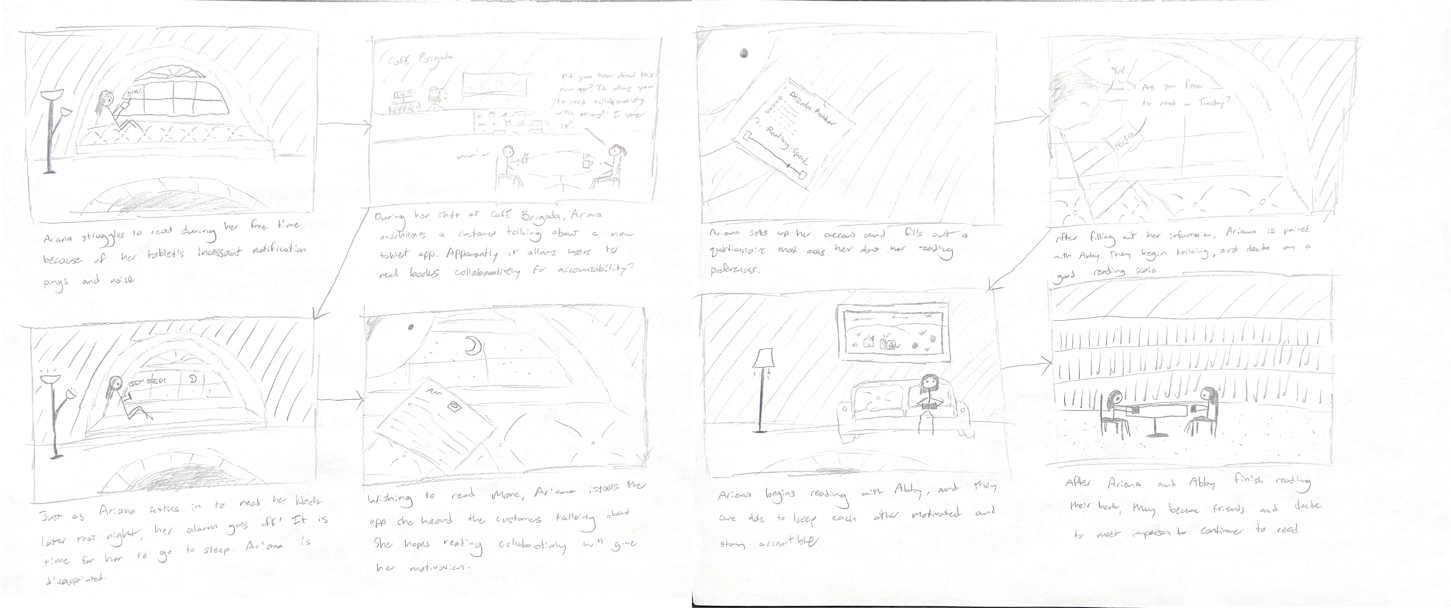 ping!
Ariana struggles to read during her free time
because of her tablet's incessant notification
pings and noise
Café Brigada
Did you hear about this
new app? It allows you
to read collaboratively
with others! I love
it!
During her shift at Café Brigada, Ariana
overhears a customer talking about a new
tablet app. Apparently it allows users to
read books collaboratively for accountability?
BEEP! BEEP!
Just as Ariana settles in to read her book
later that night, her alarm goes off! It is
time for her to go to sleep. Ariana is
disappointed.
APP
Wishing to read more, Ariana istalls the
app she heard the customers talking about
She hopes reading collaboratively will give
her motivation.
Reading Speed
Ariana sets up her account and fills out a
questionnaire that asks her about her reading
preferences.
Yes!
Are you free
to read on Tuesday?
After filling out her information, Ariana is paired
with Abby. They begin talking, and decide on a
good reading
Ariana begins reading with Abby, and they
are able to keep each other motivated and
stay accountible
After Ariana and Abby finish reading
their book, they become friends and decide
to meet inperson to continue to read